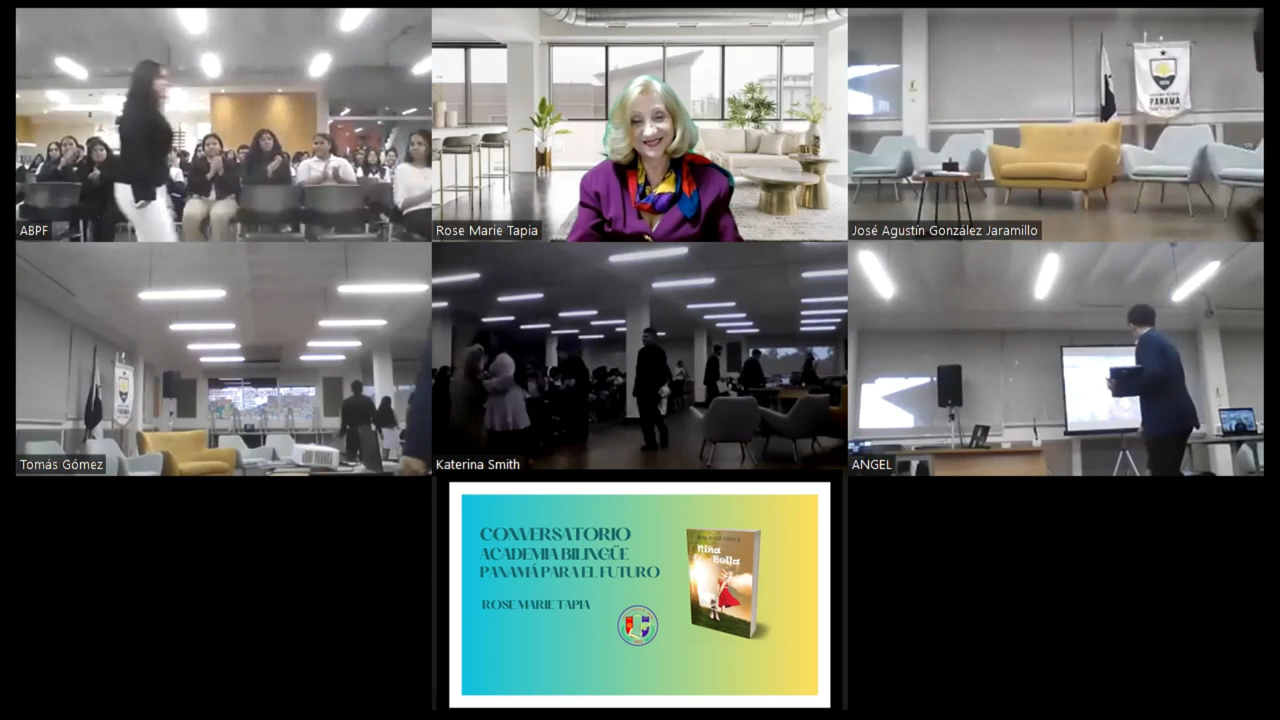 PANAMÁ
ABPF
Rose Marie Tapia
José Agustín González Jaramillo
Tomás Gómez
Katerina Smith
ANGEL
CONVERSATORIO
ACADEMIA BILINGÜE
PANAMÁ PARA EL FUTURO
ROSE MARIE TAPIA
Niña
Bella